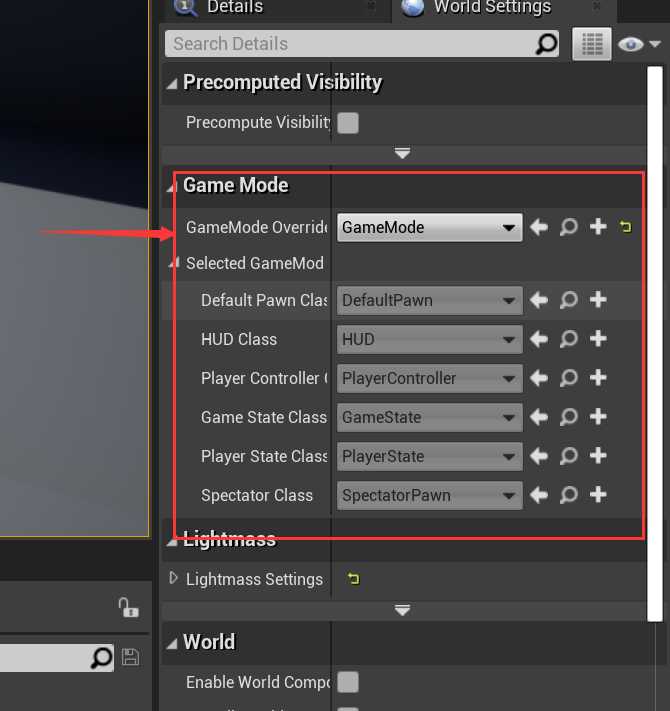 Details
World Settings
Search Details
Precomputed Visibility
Precompute Visibility
Game Mode
GameMode Override
GameMode
Selected GameMod
Default Pawn Clas
DefaultPawn
HUD Class
HUD
Player Controller C
PlayerController
Game State Class
GameState
Player State Class
PlayerState
Spectator Class
SpectatorPawn
Lightmass
Lightmass Settings
World
Enable World Compo